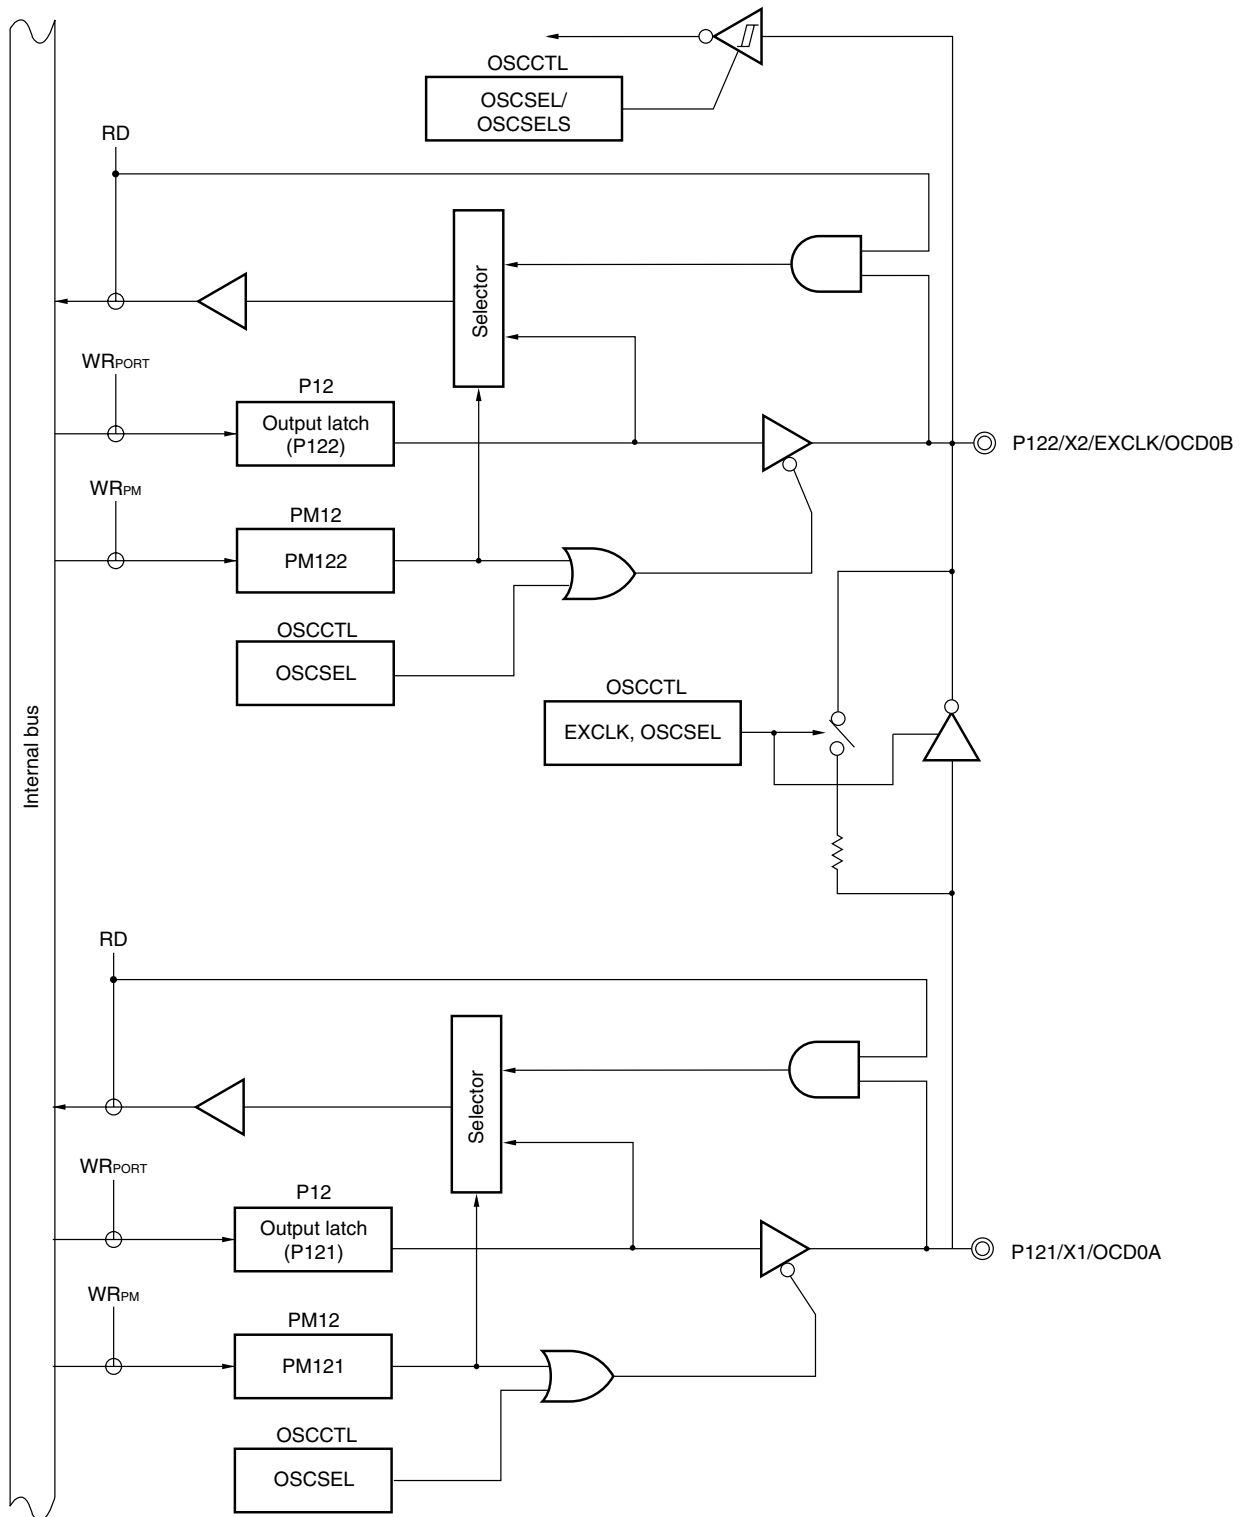 OSCCTL
OSCSEL/
OSCSELS
RD
Selector
WRPORT
P12
Output latch
(P122)
P122/X2/EXCLK/OCD0B
WRPM
PM12
PM122
OSCCTL
OSCSEL
OSCCTL
EXCLK, OSCSEL
Internal bus
RD
Selector
WRPORT
P12
Output latch
(P121)
P121/X1/OCD0A
WRPM
PM12
PM121
OSCCTL
OSCSEL